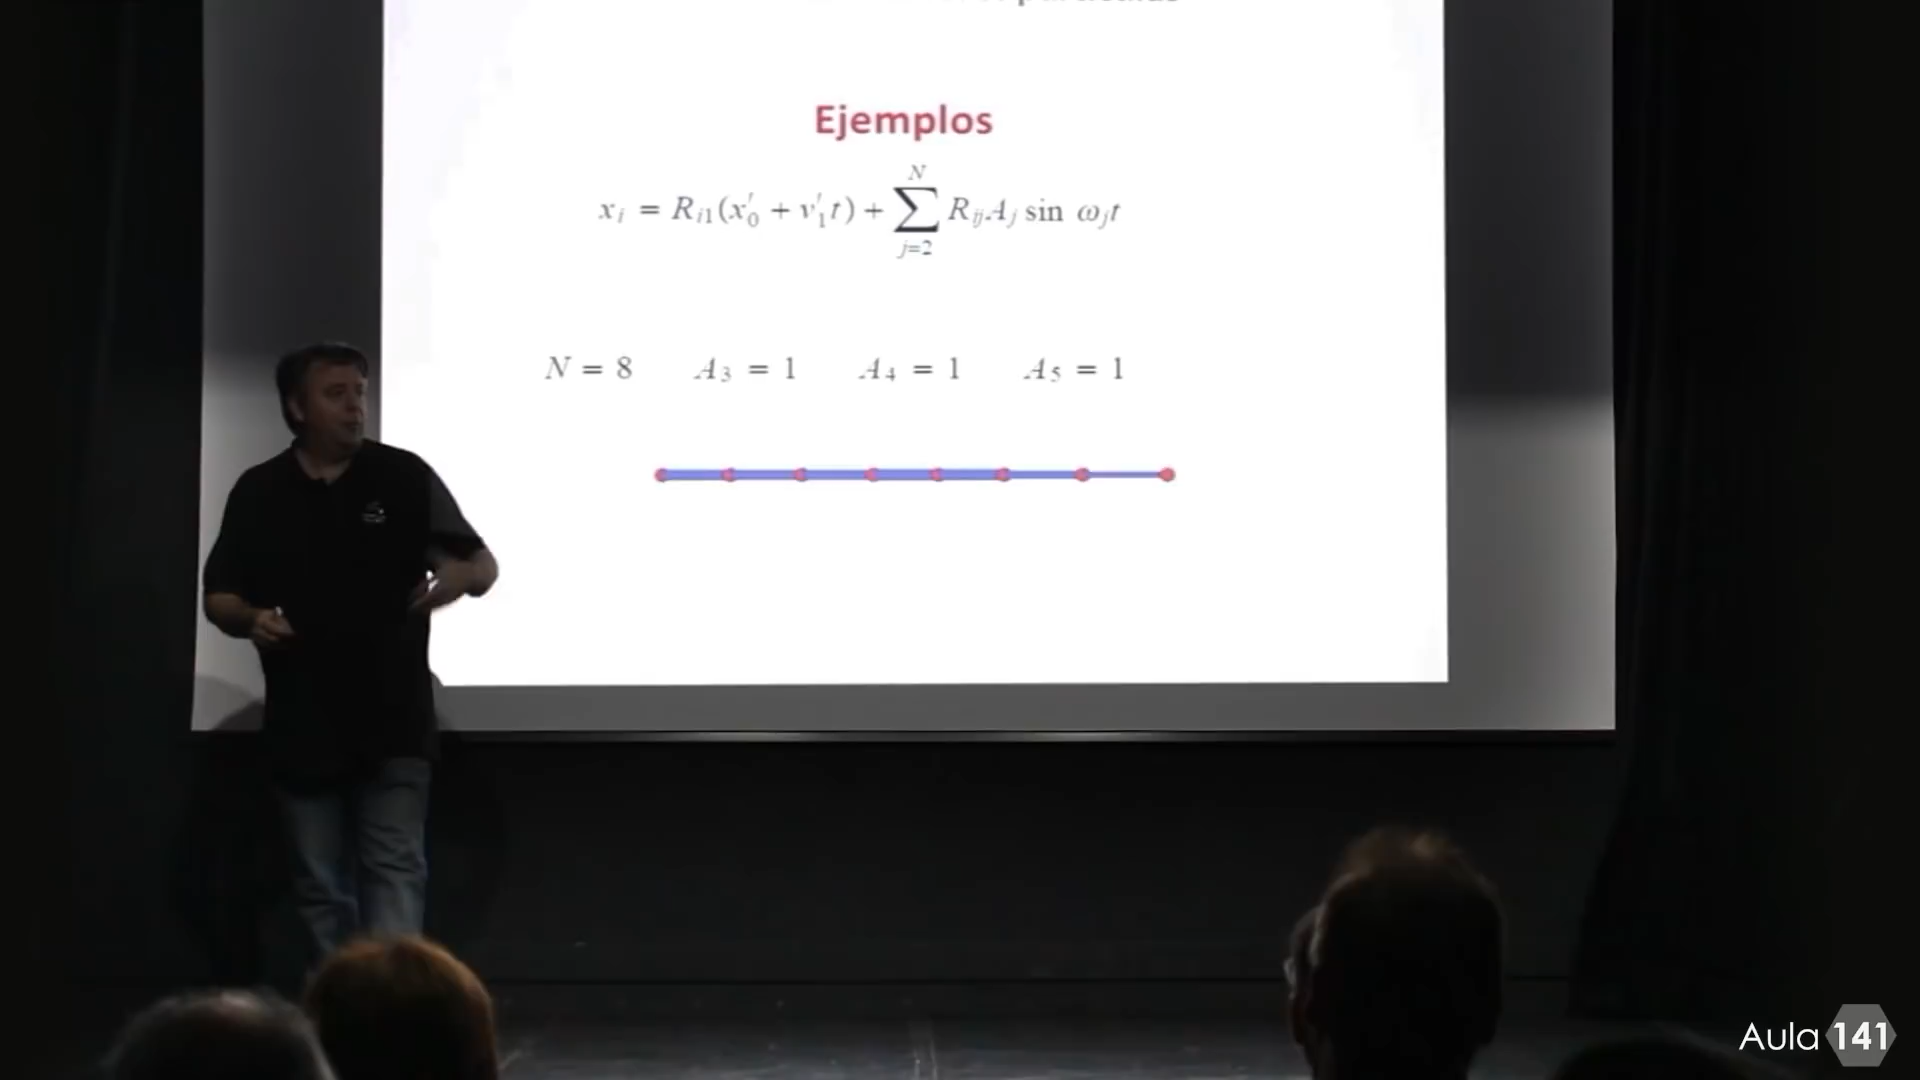 Ejemplos
x_i = R_{i1}(x'_0 + v'_1 t) + \sum_{j=2}^{N} R_{ij} A_j sin ω_j t
N = 8 A_3 = 1 A_4 = 1 A_5 = 1
Aula 141